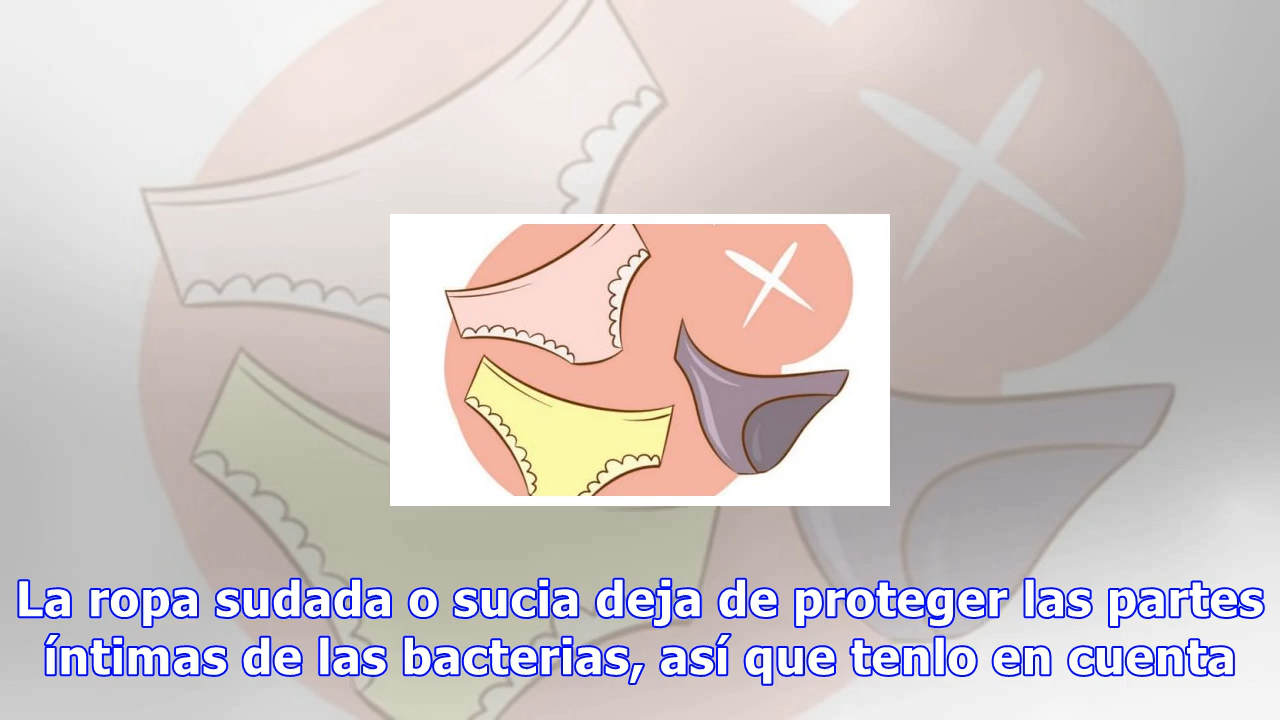 La ropa sudada o sucia deja de proteger las partes
íntimas de las bacterias, así que tenlo en cuenta